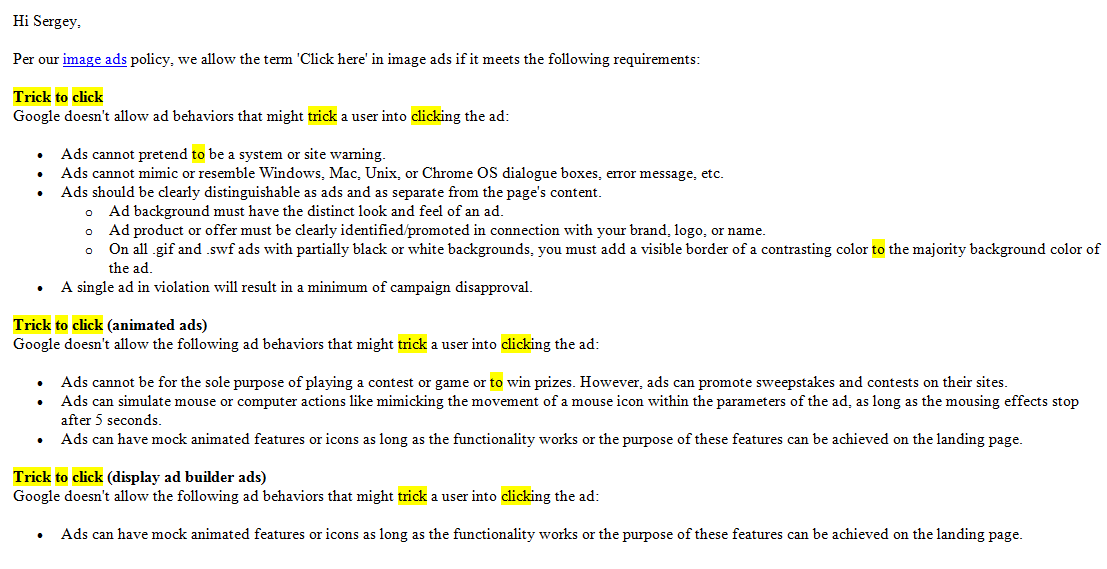 Hi Sergey,
Per our image ads policy, we allow the term 'Click here' in image ads if it meets the following requirements:
Trick to click
Google doesn't allow ad behaviors that might trick a user into clicking the ad:
• Ads cannot pretend to be a system or site warning.
• Ads cannot mimic or resemble Windows, Mac, Unix, or Chrome OS dialogue boxes, error message, etc.
• Ads should be clearly distinguishable as ads and as separate from the page's content.
o Ad background must have the distinct look and feel of an ad.
o Ad product or offer must be clearly identified/promoted in connection with your brand, logo, or name.
o On all .gif and .swf ads with partially black or white backgrounds, you must add a visible border of a contrasting color to the majority background color of
the ad.
• A single ad in violation will result in a minimum of campaign disapproval.
Trick to click (animated ads)
Google doesn't allow the following ad behaviors that might trick a user into clicking the ad:
• Ads cannot be for the sole purpose of playing a contest or game or to win prizes. However, ads can promote sweepstakes and contests on their sites.
• Ads can simulate mouse or computer actions like mimicking the movement of a mouse icon within the parameters of the ad, as long as the mousing effects stop
after 5 seconds.
• Ads can have mock animated features or icons as long as the functionality works or the purpose of these features can be achieved on the landing page.
Trick to click (display ad builder ads)
Google doesn't allow the following ad behaviors that might trick a user into clicking the ad:
• Ads can have mock animated features or icons as long as the functionality works or the purpose of these features can be achieved on the landing page.